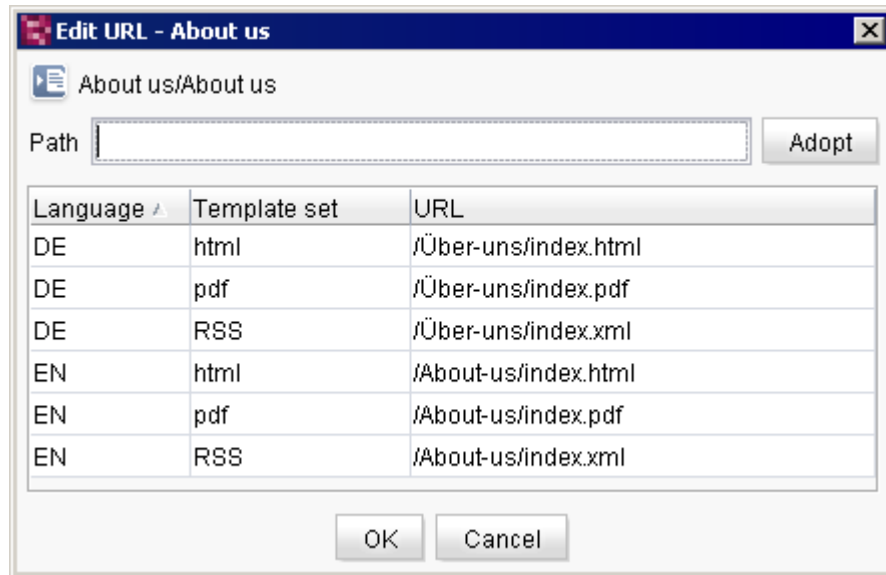 Edit URL - About us
About us/About us
Path Adopt
Language Template set URL
DE html /Über-uns/index.html
DE pdf /Über-uns/index.pdf
DE RSS /Über-uns/index.xml
EN html /About-us/index.html
EN pdf /About-us/index.pdf
EN RSS /About-us/index.xml
OK Cancel